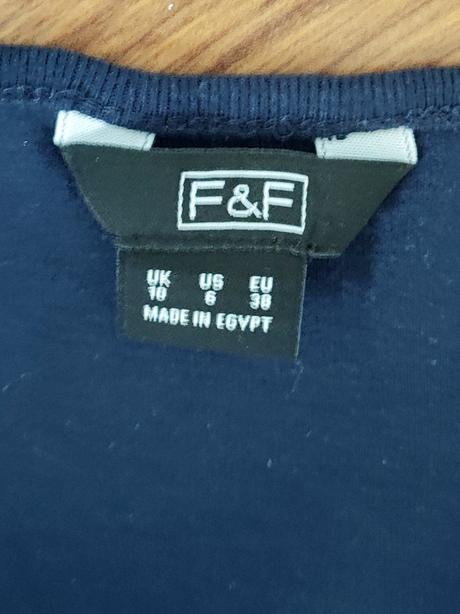 F&F
UK US EU
10 6 38
MADE IN EGYPT